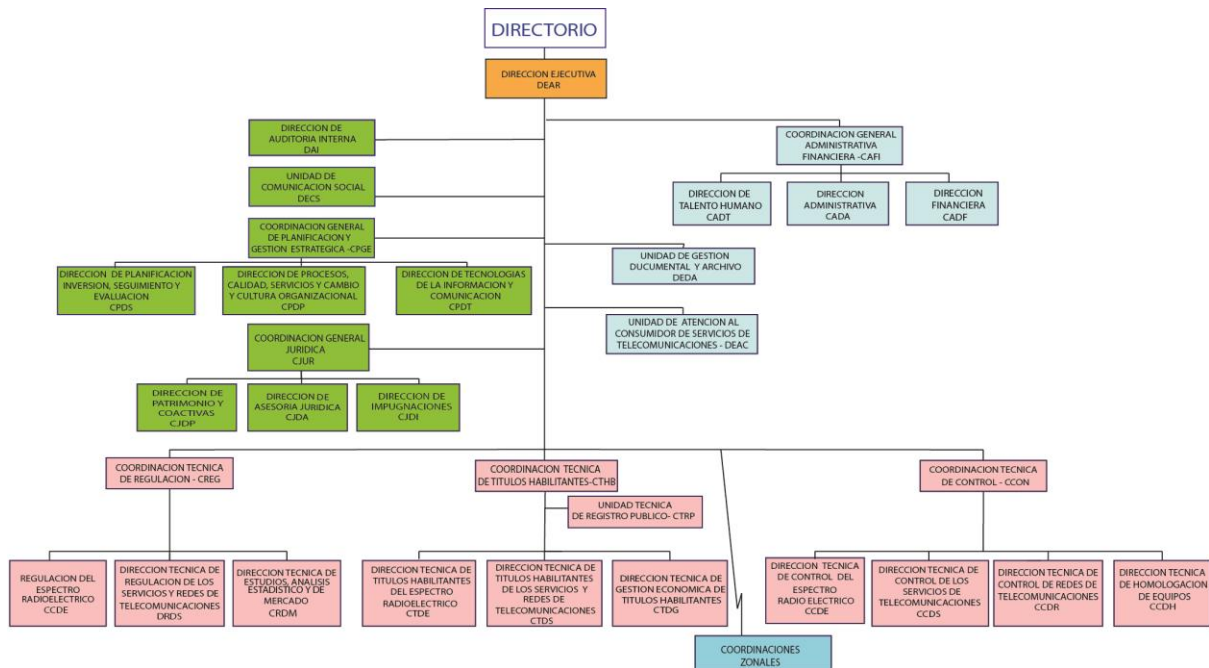 DIRECTORIO
DIRECCION EJECUTIVA
DEAR
DIRECCION DE
AUDITORIA INTERNA
DAI
COORDINACION GENERAL
ADMINISTRATIVA
FINANCIERA -CAFI
UNIDAD DE
COMUNICACION SOCIAL
DECS
DIRECCION DE
TALENTO HUMANO
CADT
DIRECCION
ADMINISTRATIVA
CADA
DIRECCION
FINANCIERA
CADF
COORDINACION GENERAL
DE PLANIFICACION Y
GESTION ESTRATEGICA -CPGE
UNIDAD DE GESTION
DUCUMENTAL Y ARCHIVO
DEDA
DIRECCION DE PLANIFICACION
INVERSION, SEGUIMIENTO Y
EVALUACION
CPDS
DIRECCION DE PROCESOS,
CALIDAD, SERVICIOS Y CAMBIO
Y CULTURA ORGANIZACIONAL
CPDP
DIRECCION DE TECNOLOGIAS
DE LA INFORMACION Y
COMUNICACION
CPDT
UNIDAD DE ATENCION AL
CONSUMIDOR DE SERVICIOS DE
TELECOMUNICACIONES - DEAC
COORDINACION GENERAL
JURIDICA
CJUR
DIRECCION DE
PATRIMONIO Y
COACTIVAS
CJDP
DIRECCION DE
ASESORIA JURIDICA
CJDA
DIRECCION DE
IMPUGNACIONES
CJDI
COORDINACION TECNICA
DE REGULACION - CREG
COORDINACION TECNICA
DE TITULOS HABILITANTES-CTHB
COORDINACION TECNICA
DE CONTROL - CCON
UNIDAD TECNICA
DE REGISTRO PUBLICO- CTRP
REGULACION DEL
ESPECTRO
RADIOELECTRICO
CCDE
DIRECCION TECNICA DE
REGULACION DE LOS
SERVICIOS Y REDES DE
TELECOMUNICACIONES
DRDS
DIRECCION TECNICA DE
ESTUDIOS, ANALISIS
ESTADISTICO Y DE
MERCADO
CRDM
DIRECCION TECNICA DE
TITULOS HABILITANTES
DEL ESPECTRO
RADIOELECTRICO
CTDE
DIRECCION TECNICA DE
TITULOS HABILITANTES
DE LOS SERVICIOS Y
REDES DE
TELECOMUNICACIONES
CTDS
DIRECCION TECNICA DE
GESTION ECONOMICA DE
TITULOS HABILITANTES
CTDG
DIRECCION TECNICA
DE CONTROL DEL
ESPECTRO
RADIO ELECTRICO
CCDE
DIRECCION TECNICA DE
CONTROL DE LOS
SERVICIOS DE
TELECOMUNICACIONES
CCDS
DIRECCION TECNICA DE
CONTROL DE REDES DE
TELECOMUNICACIONES
CCDR
DIRECCION TECNICA
DE HOMOLOGACION
DE EQUIPOS
CCDH
COORDINACIONES
ZONALES